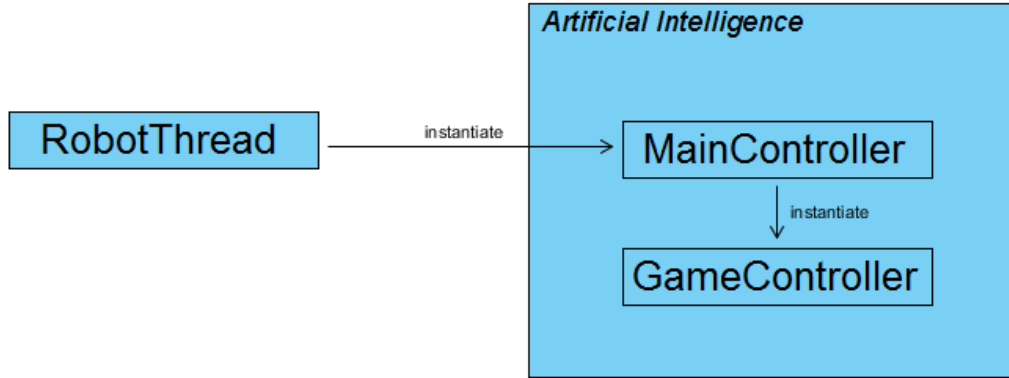 Artificial Intelligence
RobotThread
instantiate
MainController
instantiate
GameController